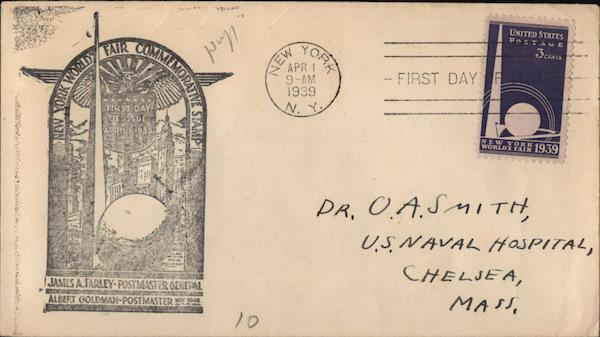 NEW YORK WORLD'S FAIR COMMEMORATIVE STAMP
FIRST DAY
OF ISSUE
APRIL 1 1939
JAMES A. FARLEY - POSTMASTER GENERAL
ALBERT GOLDMAN - POSTMASTER NEW YORK
NEW YORK
APR 1
9-AM
1939
N. Y.
FIRST DAY
UNITED STATES
POSTAGE
3 CENTS
NEW YORK
WORLD'S FAIR 1939
DR. O.A. SMITH,
U.S. NAVAL HOSPITAL,
CHELSEA,
MASS.
10